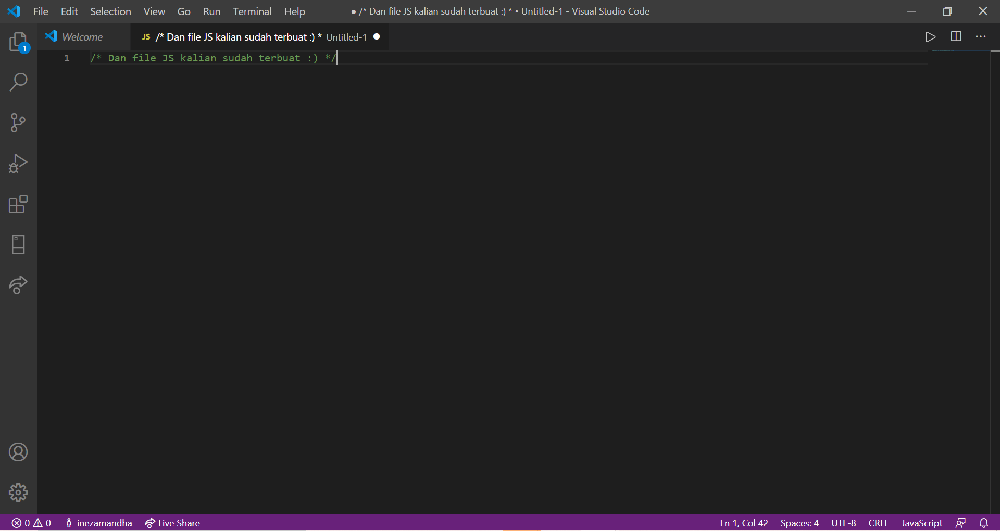 File Edit Selection View Go Run Terminal Help ● /* Dan file JS kalian sudah terbuat :) * • Untitled-1 - Visual Studio Code
Welcome JS /* Dan file JS kalian sudah terbuat :) * Untitled-1
1
1 /* Dan file JS kalian sudah terbuat :) */
0 0 inezamandha Live Share Ln 1, Col 42 Spaces: 4 UTF-8 CRLF JavaScript